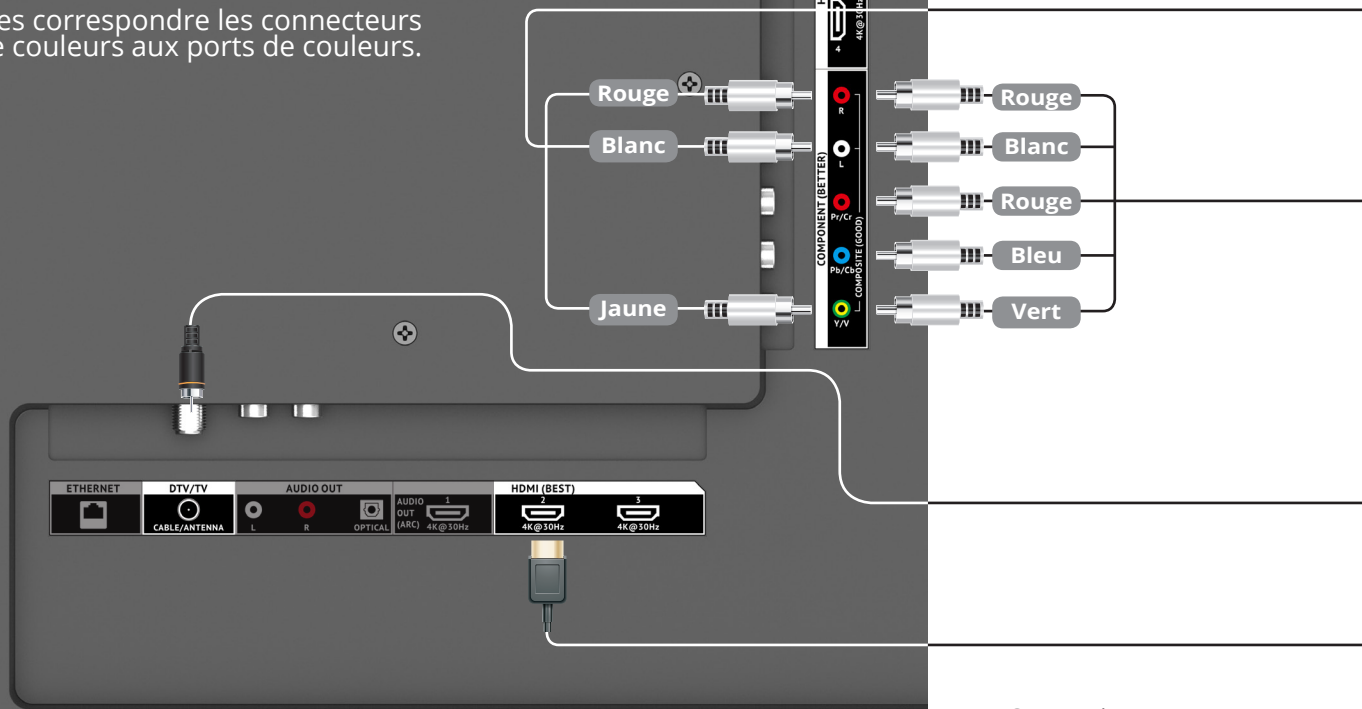 es correspondre les connecteurs
couleurs aux ports de couleurs.
4K@30Hz
4
Rouge
Blanc
Jaune
R
L
Pr/Cr
Pb/Cb
Y/V
COMPONENT (BETTER)
COMPOSITE (GOOD)
Rouge
Blanc
Rouge
Bleu
Vert
ETHERNET
DTV/TV
CABLE/ANTENNA
AUDIO OUT
L
R
OPTICAL
AUDIO
OUT
(ARC)
1
4K@30Hz
HDMI (BEST)
2
4K@30Hz
3
4K@30Hz